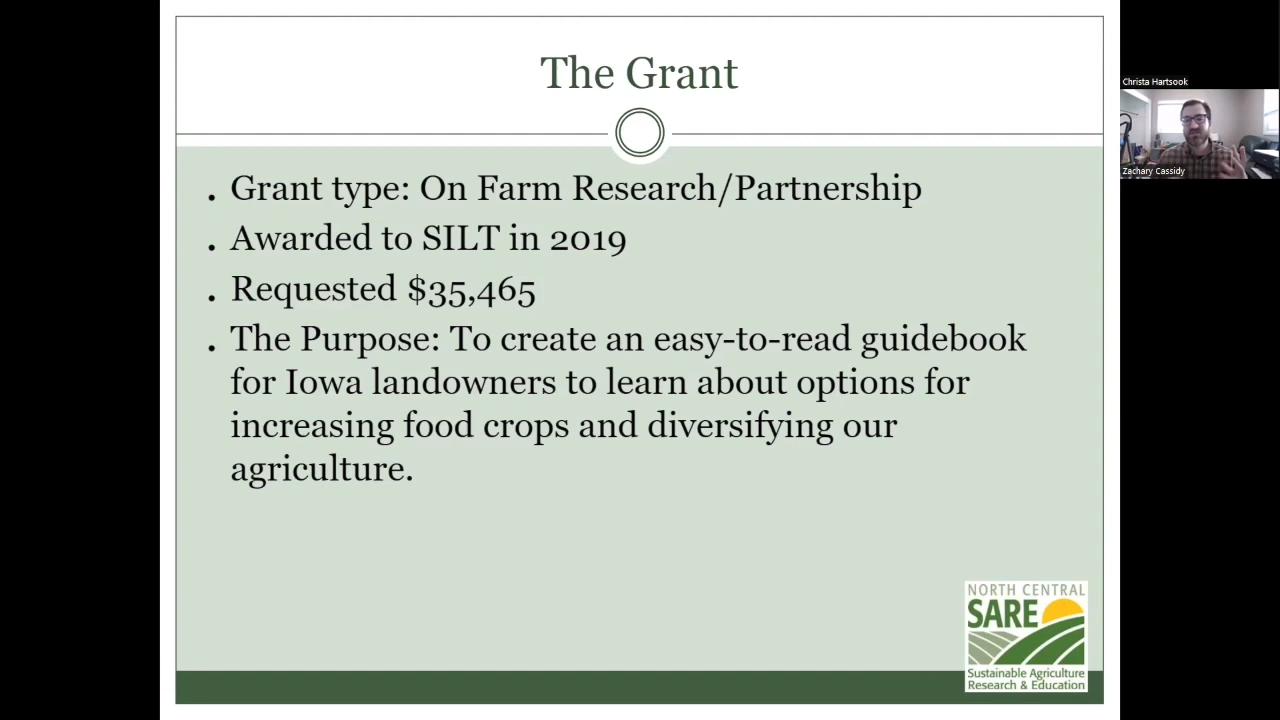 The Grant
. Grant type: On Farm Research/Partnership
. Awarded to SILT in 2019
. Requested $35,465
. The Purpose: To create an easy-to-read guidebook
for Iowa landowners to learn about options for
increasing food crops and diversifying our
agriculture.
NORTH CENTRAL
SARE
Sustainable Agriculture
Research & Education
Christa Hartsook
Zachary Cassidy